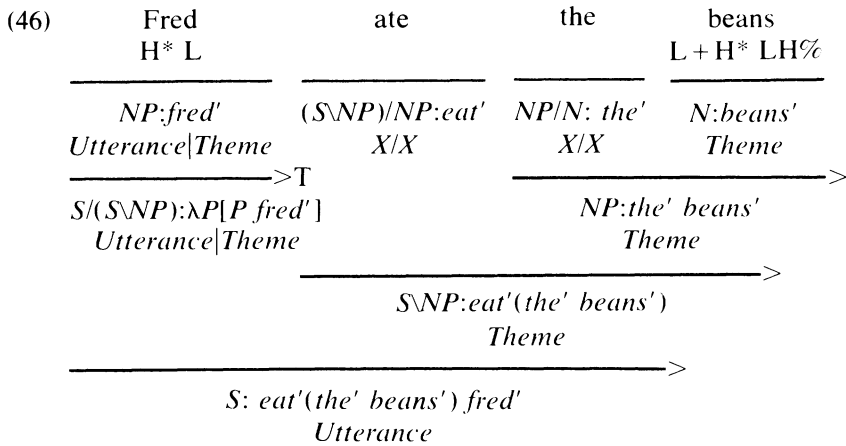 (46) Fred ate the beans
H* L L + H* LH%
NP:fred′ (S\NP)/NP:eat′ NP/N: the′ N:beans′
Utterance|Theme X/X X/X Theme
>T >
S/(S\NP):λP[P fred′] NP:the′ beans′
Utterance|Theme Theme
>
S\NP:eat′(the′ beans′)
Theme
>
S: eat′(the′ beans′) fred′
Utterance